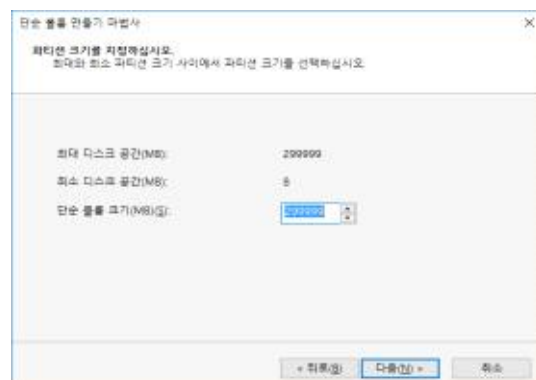 단순 볼륨 만들기 마법사
파티션 크기를 지정하십시오.
최대와 최소 파티션 크기 사이에서 파티션 크기를 선택하십시오.
최대 디스크 공간(MB): 299999
최소 디스크 공간(MB): 8
단순 볼륨 크기(MB)(S): 299999
< 뒤로(B) 다음(N) > 취소